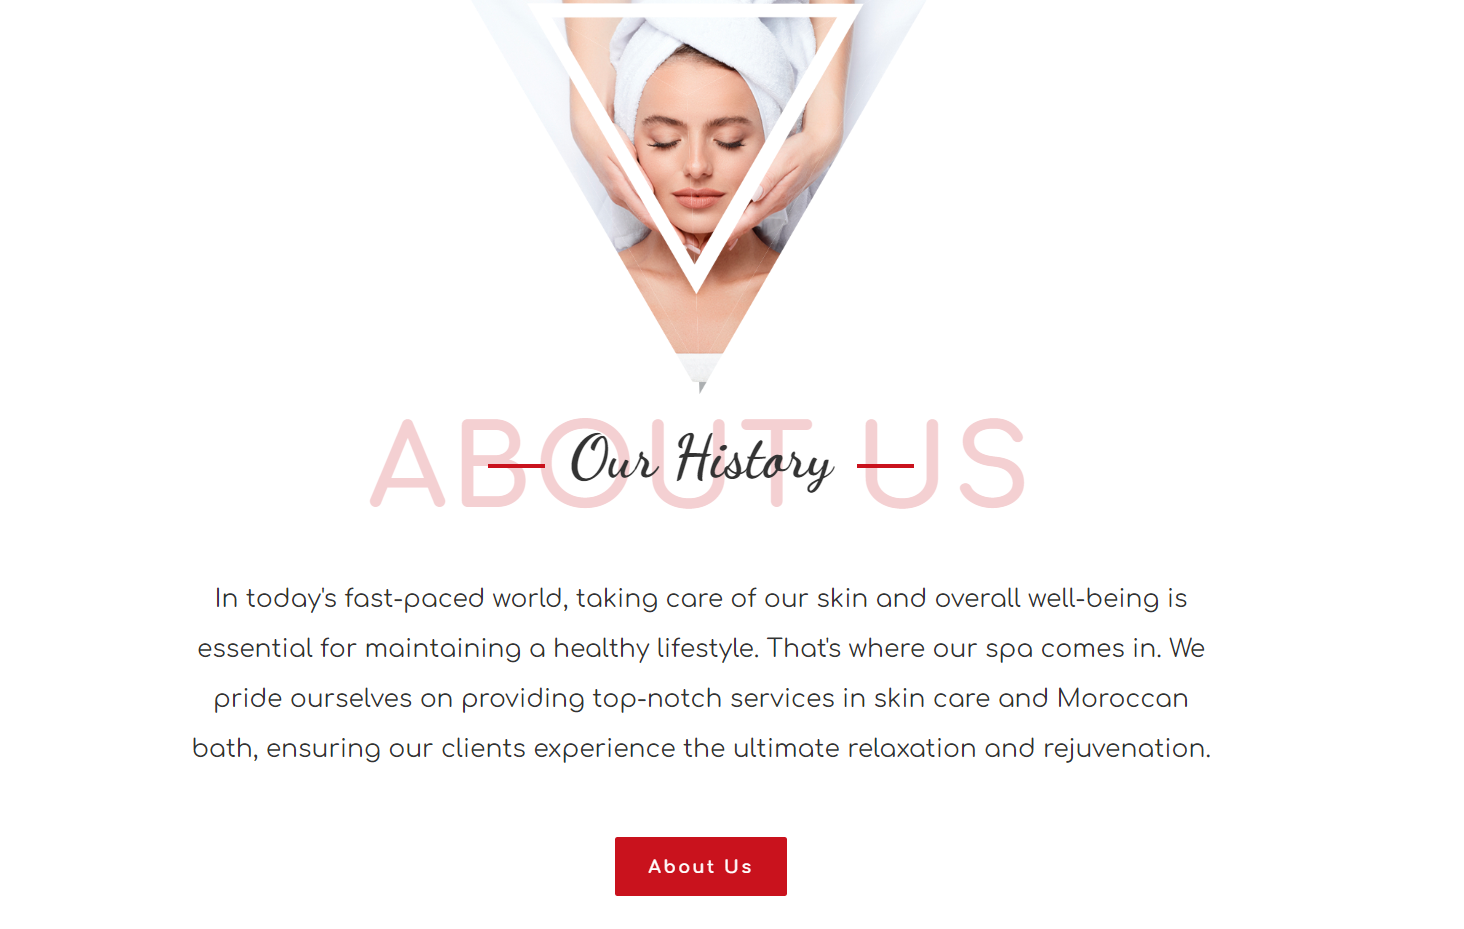 ABOUT US
Our History
In today's fast-paced world, taking care of our skin and overall well-being is
essential for maintaining a healthy lifestyle. That's where our spa comes in. We
pride ourselves on providing top-notch services in skin care and Moroccan
bath, ensuring our clients experience the ultimate relaxation and rejuvenation.
About Us